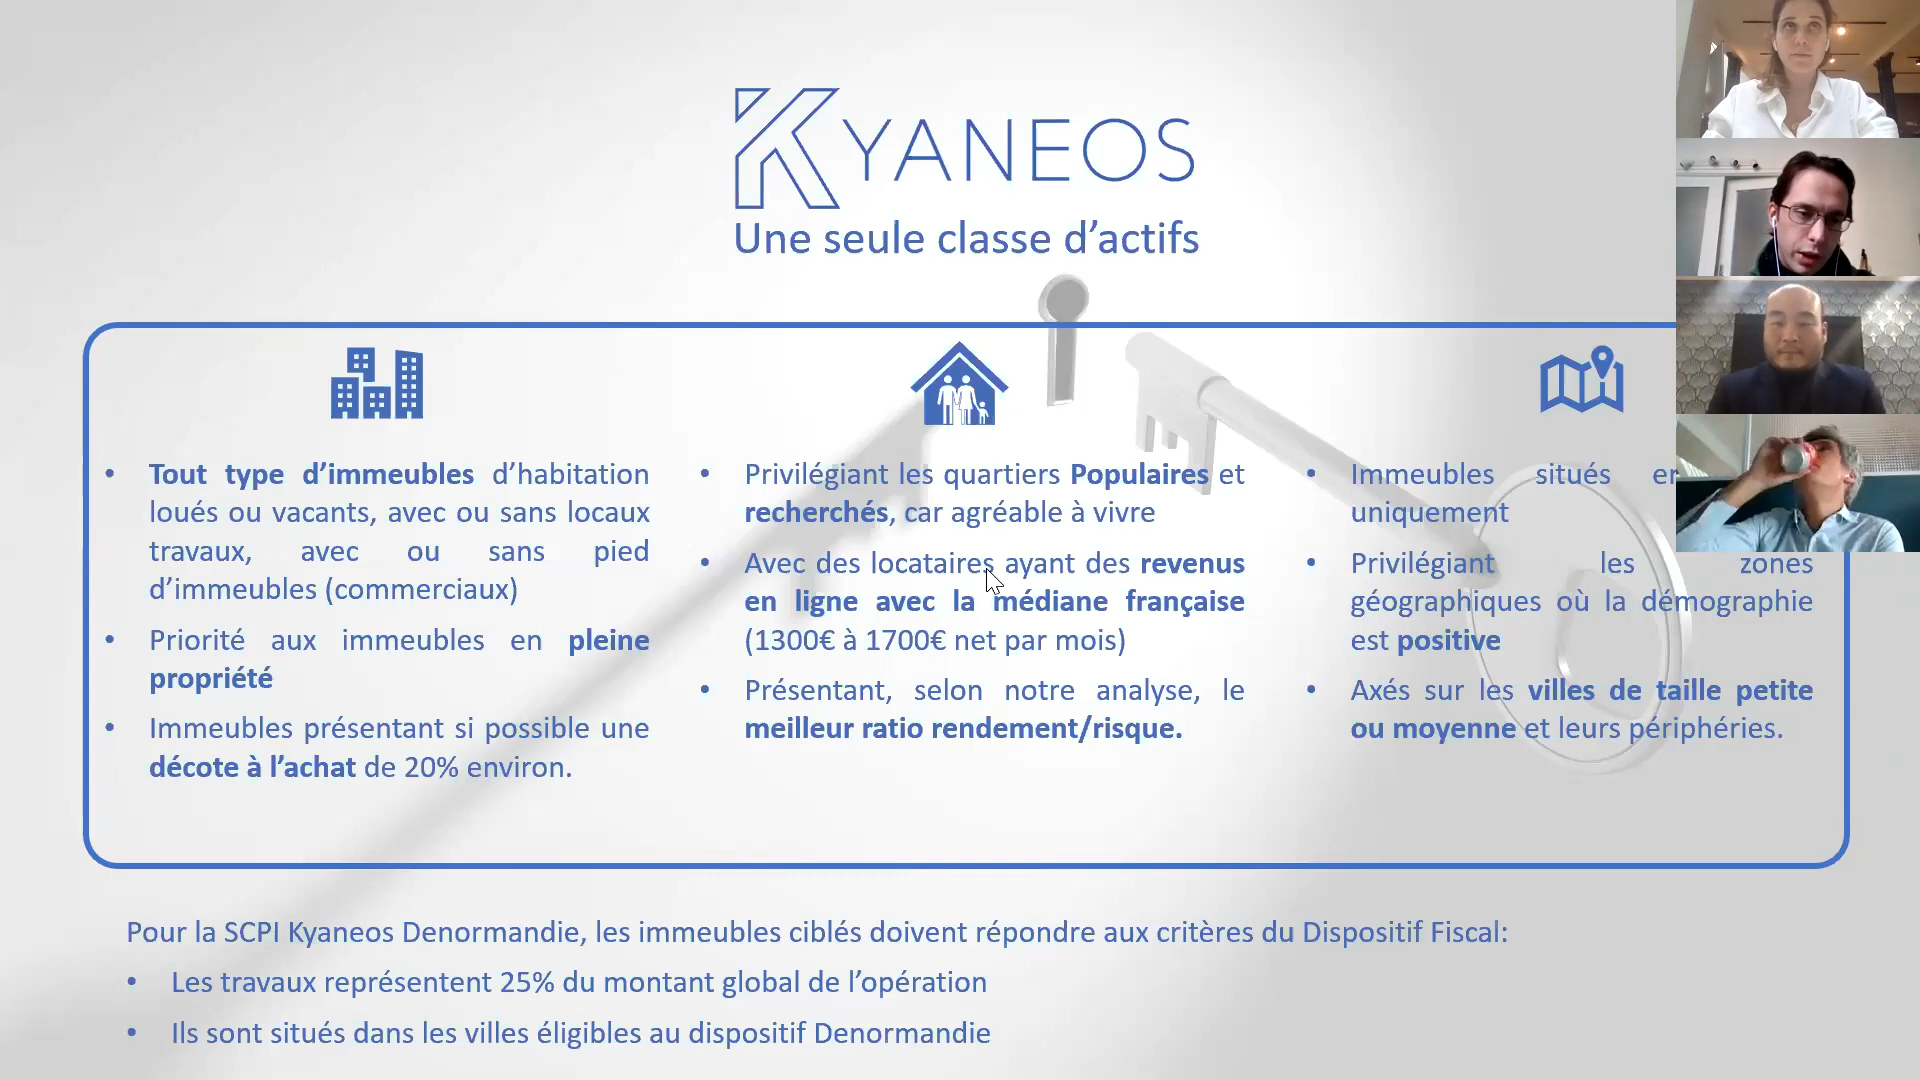 KYANEOS
Une seule classe d’actifs
• Tout type d’immeubles d’habitation
loués ou vacants, avec ou sans locaux
travaux, avec ou sans pied
d’immeubles (commerciaux)
• Priorité aux immeubles en pleine
propriété
• Immeubles présentant si possible une
décote à l’achat de 20% environ.
• Privilégiant les quartiers Populaires et
recherchés, car agréable à vivre
• Avec des locataires ayant des revenus
en ligne avec la médiane française
(1300€ à 1700€ net par mois)
• Présentant, selon notre analyse, le
meilleur ratio rendement/risque.
• Immeubles situés
uniquement
• Privilégiant les zones
géographiques où la démographie
est positive
• Axés sur les villes de taille petite
ou moyenne et leurs périphéries.
Pour la SCPI Kyaneos Denormandie, les immeubles ciblés doivent répondre aux critères du Dispositif Fiscal:
• Les travaux représentent 25% du montant global de l’opération
• Ils sont situés dans les villes éligibles au dispositif Denormandie